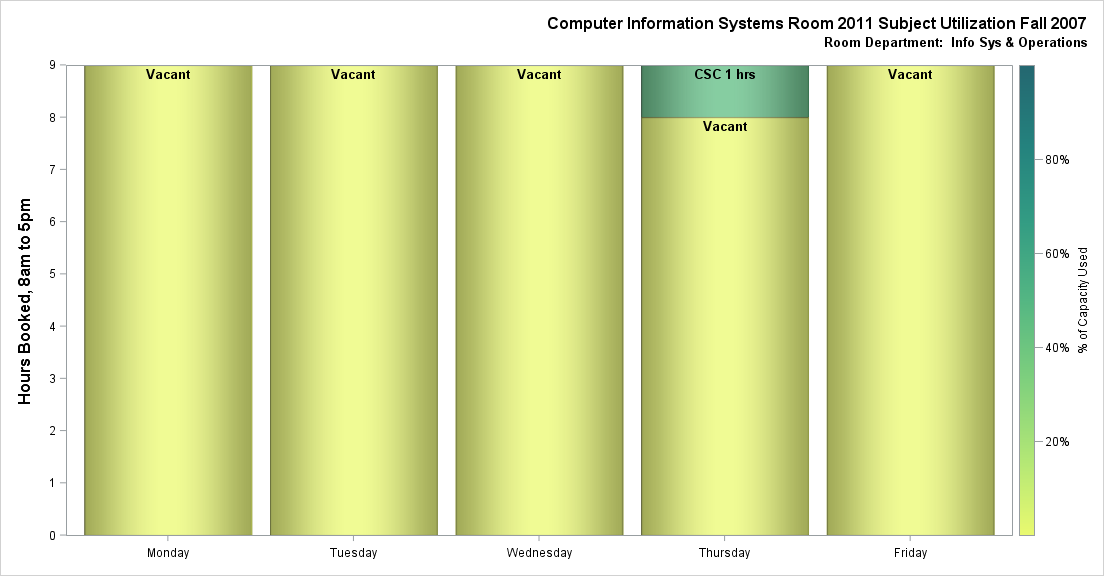 Computer Information Systems Room 2011 Subject Utilization Fall 2007
Room Department:  Info Sys & Operations
Hours Booked, 8am to 5pm
9
8
7
6
5
4
3
2
1
0
Vacant
Vacant
Vacant
CSC 1 hrs
Vacant
Vacant
Monday
Tuesday
Wednesday
Thursday
Friday
80%
60%
40%
20%
% of Capacity Used